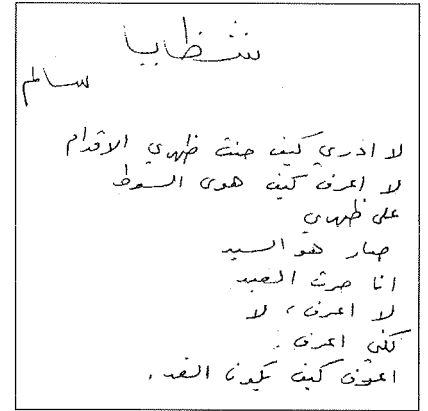 شظايا
سالم
لا ادري كيف حنت ظهري الاقدام
لا اعرف كيف هوى السوط
على ظهري
صار هو السيد
انا صرت العبد
لا اعرف، لا
لكني اعرف :
اعرف كيف يكون الغد .